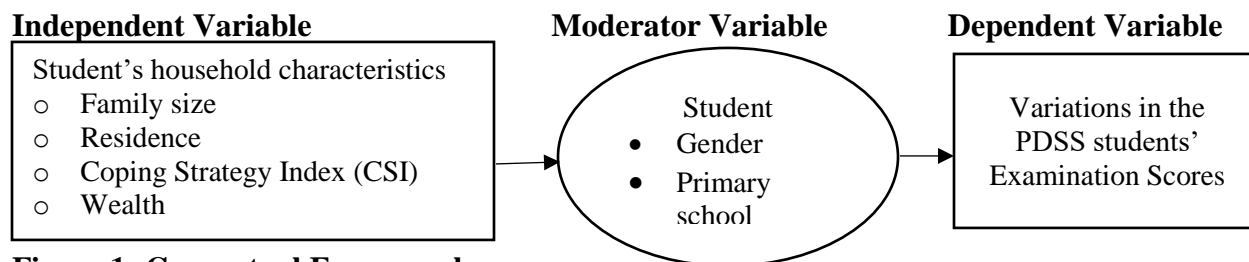 Independent Variable
Moderator Variable
Dependent Variable
Student's household characteristics
o Family size
o Residence
o Coping Strategy Index (CSI)
o Wealth
Student
• Gender
• Primary
school
Variations in the
PDSS students'
Examination Scores
Figure 1: Conceptual Framework